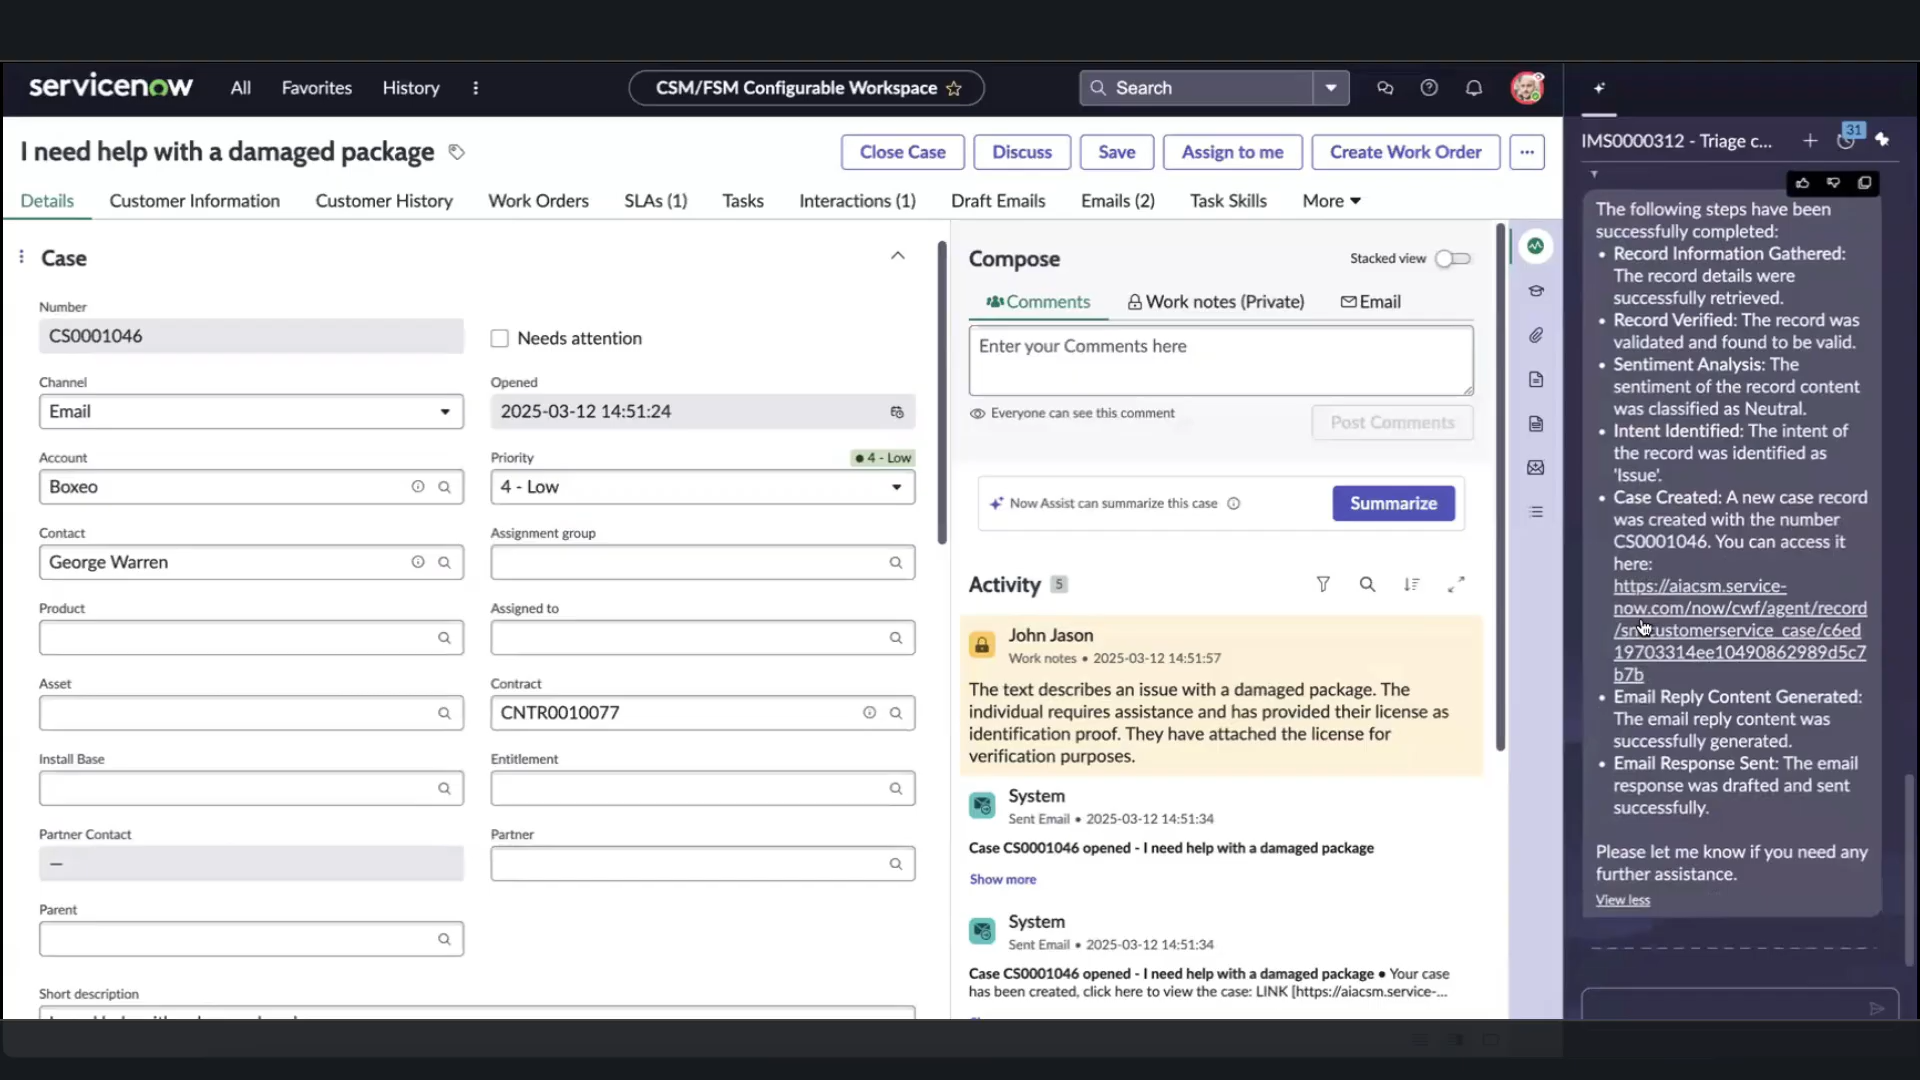 servicenow
All
Favorites
History
CSM/FSM Configurable Workspace
Search
I need help with a damaged package
Close Case
Discuss
Save
Assign to me
Create Work Order
Details
Customer Information
Customer History
Work Orders
SLAs (1)
Tasks
Interactions (1)
Draft Emails
Emails (2)
Task Skills
More
Case
Number
CS0001046
Needs attention
Channel
Email
Opened
2025-03-12 14:51:24
Account
Boxeo
Priority
4 - Low
4 - Low
Contact
George Warren
Assignment group
Product
Assigned to
Asset
Contract
CNTR0010077
Install Base
Entitlement
Partner Contact
—
Partner
Parent
Short description
Compose
Stacked view
Comments
Work notes (Private)
Email
Enter your Comments here
Everyone can see this comment
Post Comments
Now Assist can summarize this case
Summarize
Activity 5
John Jason
Work notes • 2025-03-12 14:51:57
The text describes an issue with a damaged package. The
individual requires assistance and has provided their license as
identification proof. They have attached the license for
verification purposes.
System
Sent Email • 2025-03-12 14:51:34
Case CS0001046 opened - I need help with a damaged package
Show more
System
Sent Email • 2025-03-12 14:51:34
Case CS0001046 opened - I need help with a damaged package • Your case
has been created, click here to view the case: LINK [https://aiacsm.service-...
IMS0000312 - Triage c...
31
The following steps have been
successfully completed:
• Record Information Gathered:
The record details were
successfully retrieved.
• Record Verified: The record was
validated and found to be valid.
• Sentiment Analysis: The
sentiment of the record content
was classified as Neutral.
• Intent Identified: The intent of
the record was identified as
'Issue'.
• Case Created: A new case record
was created with the number
CS0001046. You can access it
here:
https://aiacsm.service-
now.com/now/cwf/agent/record
/sn_customerservice_case/c6ed
19703314ee10490862989d5c7
b7b
• Email Reply Content Generated:
The email reply content was
successfully generated.
• Email Response Sent: The email
response was drafted and sent
successfully.
Please let me know if you need any
further assistance.
View less